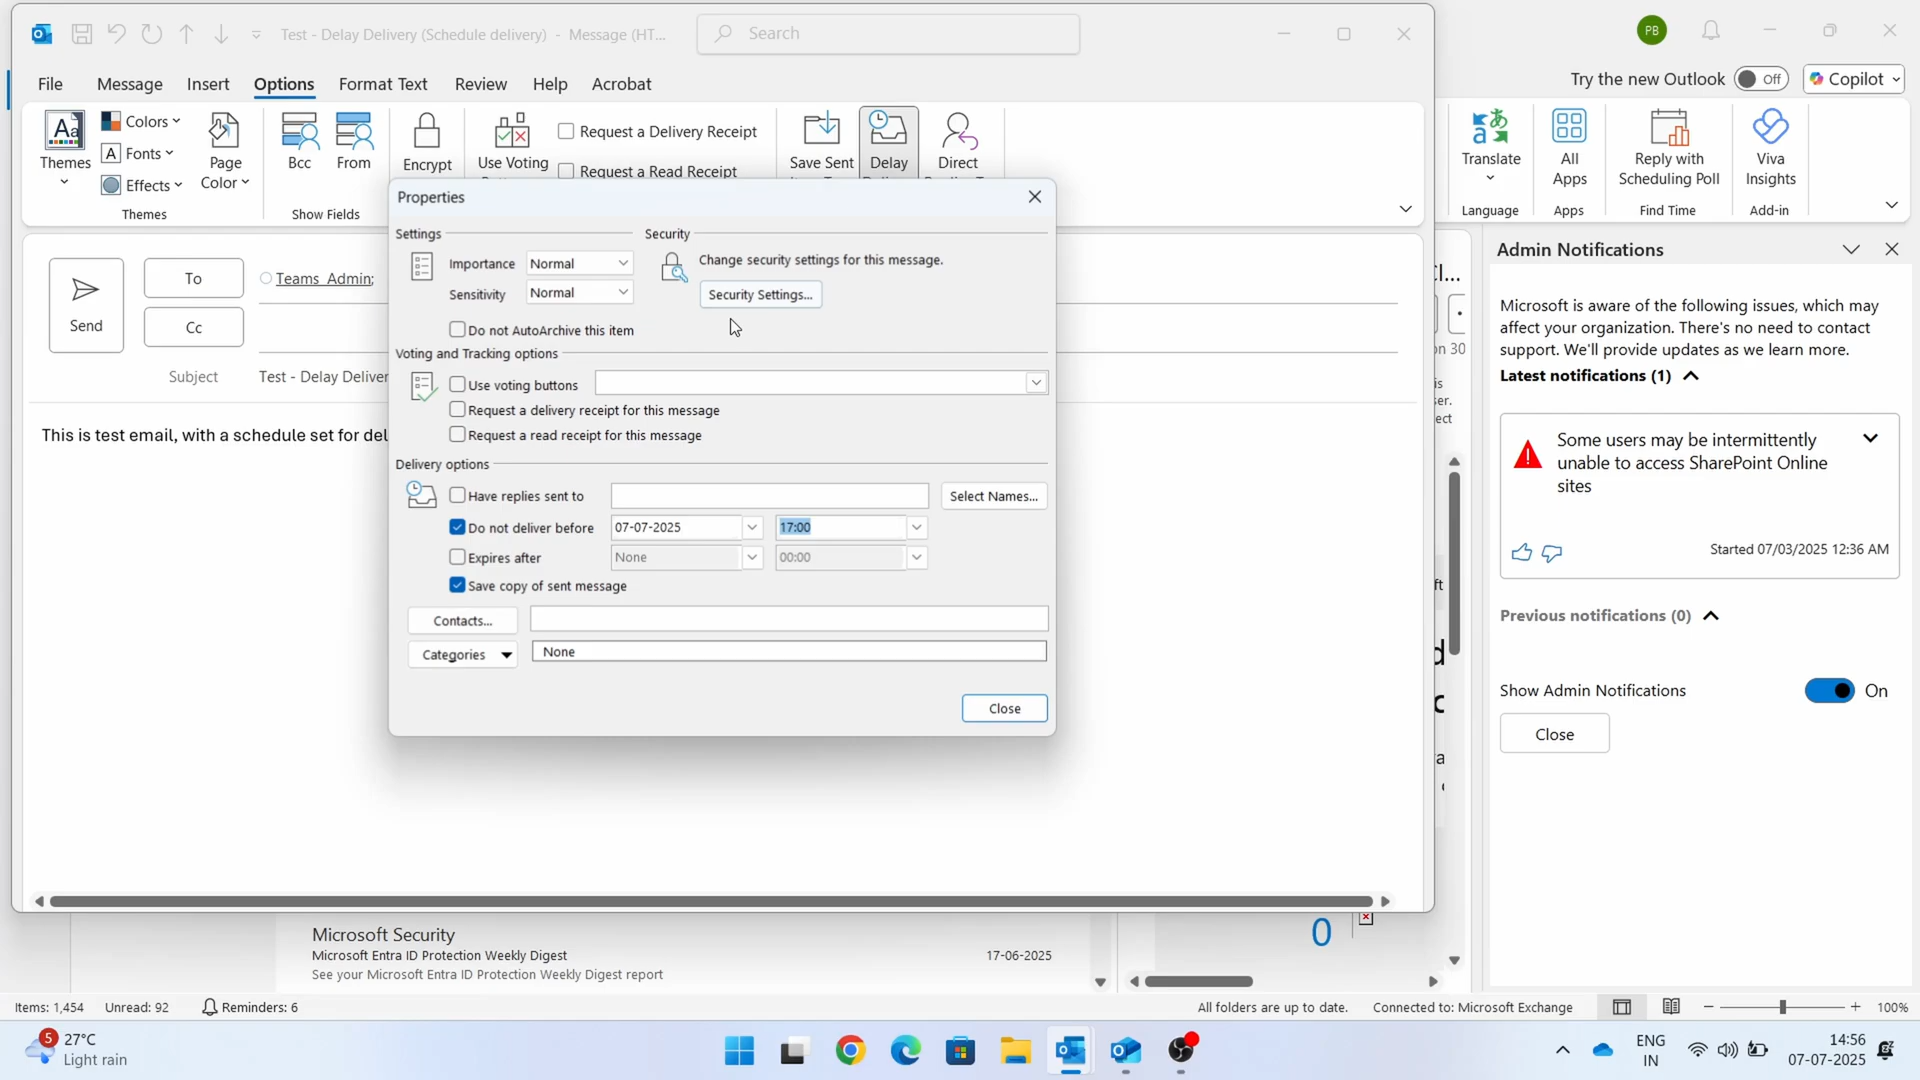 Test - Delay Delivery (Schedule delivery) - Message (HT...
Search
PB
File Message Insert Options Format Text Review Help Acrobat
Try the new Outlook Off Copilot
Aa Themes
Colors
Fonts
Effects
Page Color
Themes
Bcc From
Show Fields
Encrypt
Use Voting
Request a Delivery Receipt
Request a Read Receipt
Save Sent
Delay
Direct
Translate
Language
All Apps
Apps
Reply with Scheduling Poll
Find Time
Viva Insights
Add-in
Send
To Teams Admin;
Cc
Subject Test - Delay Deliver
This is test email, with a schedule set for del
Properties
Settings Security
Importance Normal
Sensitivity Normal
Change security settings for this message.
Security Settings...
Do not AutoArchive this item
Voting and Tracking options
Use voting buttons
Request a delivery receipt for this message
Request a read receipt for this message
Delivery options
Have replies sent to Select Names...
Do not deliver before 07-07-2025 17:00
Expires after None 00:00
Save copy of sent message
Contacts...
Categories None
Close
Admin Notifications
Microsoft is aware of the following issues, which may
affect your organization. There's no need to contact
support. We'll provide updates as we learn more.
Latest notifications (1)
Some users may be intermittently
unable to access SharePoint Online
sites
Started 07/03/2025 12:36 AM
Previous notifications (0)
Show Admin Notifications On
Close
Microsoft Security
Microsoft Entra ID Protection Weekly Digest 17-06-2025
See your Microsoft Entra ID Protection Weekly Digest report
0
Items: 1,454 Unread: 92 Reminders: 6 All folders are up to date. Connected to: Microsoft Exchange 100%
5 27°C
Light rain
ENG
IN
14:56
07-07-2025